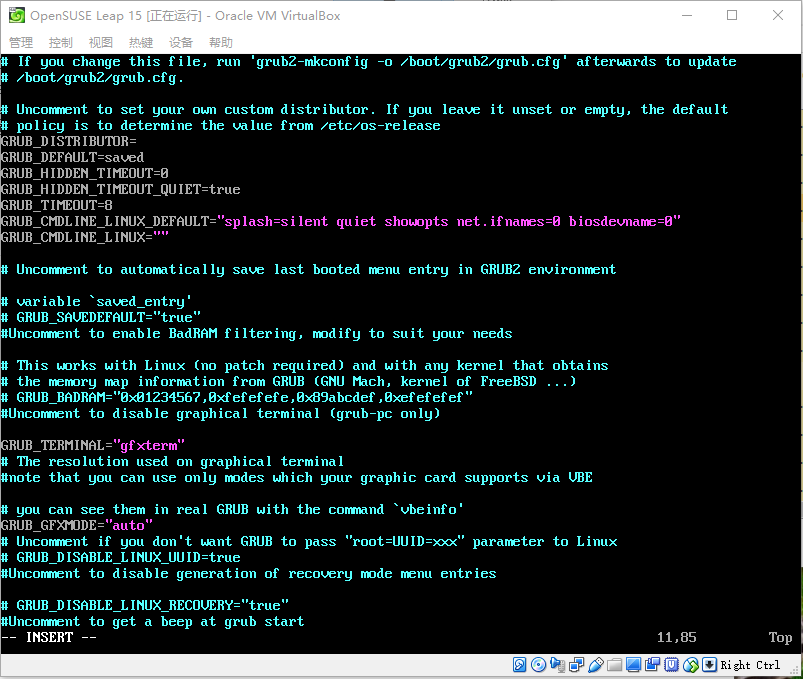 OpenSUSE Leap 15 [正在运行] - Oracle VM VirtualBox
管理 控制 视图 热键 设备 帮助
# If you change this file, run 'grub2-mkconfig -o /boot/grub2/grub.cfg' afterwards to update
# /boot/grub2/grub.cfg.
# Uncomment to set your own custom distributor. If you leave it unset or empty, the default
# policy is to determine the value from /etc/os-release
GRUB_DISTRIBUTOR=
GRUB_DEFAULT=saved
GRUB_HIDDEN_TIMEOUT=0
GRUB_HIDDEN_TIMEOUT_QUIET=true
GRUB_TIMEOUT=8
GRUB_CMDLINE_LINUX_DEFAULT="splash=silent quiet showopts net.ifnames=0 biosdevname=0"
GRUB_CMDLINE_LINUX=""
# Uncomment to automatically save last booted menu entry in GRUB2 environment
# variable `saved_entry'
# GRUB_SAVEDEFAULT="true"
#Uncomment to enable BadRAM filtering, modify to suit your needs
# This works with Linux (no patch required) and with any kernel that obtains
# the memory map information from GRUB (GNU Mach, kernel of FreeBSD ...)
# GRUB_BADRAM="0x01234567,0xfefefefe,0x89abcdef,0xefefefef"
#Uncomment to disable graphical terminal (grub-pc only)
GRUB_TERMINAL="gfxterm"
# The resolution used on graphical terminal
#note that you can use only modes which your graphic card supports via VBE
# you can see them in real GRUB with the command `vbeinfo'
GRUB_GFXMODE="auto"
# Uncomment if you don't want GRUB to pass "root=UUID=xxx" parameter to Linux
# GRUB_DISABLE_LINUX_UUID=true
#Uncomment to disable generation of recovery mode menu entries
# GRUB_DISABLE_LINUX_RECOVERY="true"
#Uncomment to get a beep at grub start
-- INSERT -- 11,85 Top
Right Ctrl